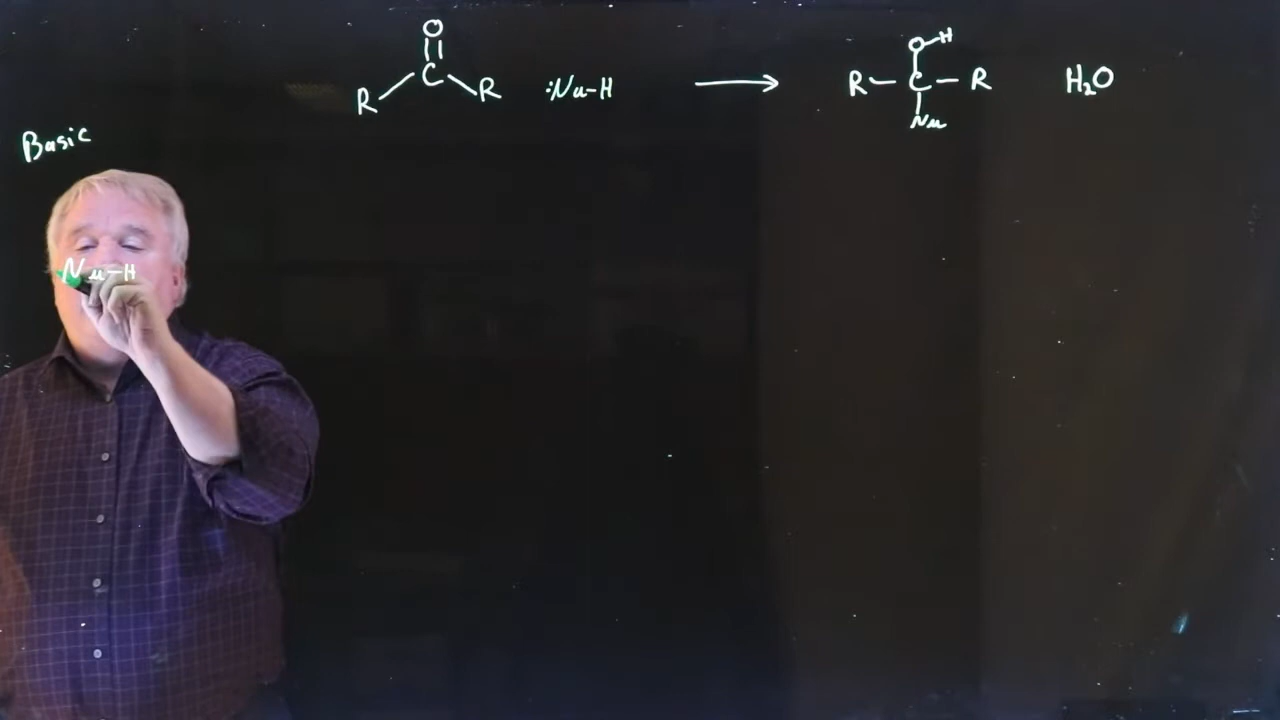 O
O-H
R C R :Nu-H → R-C-R H₂O
Nu
Basic
Nu-H